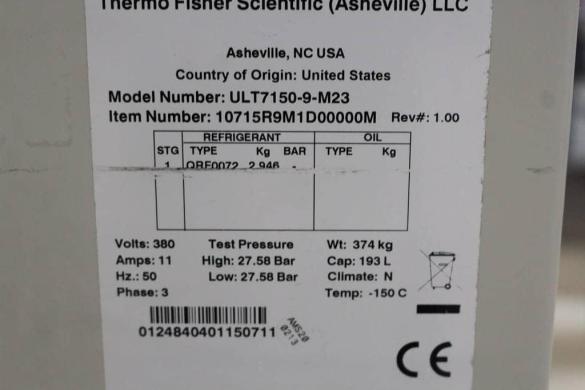 Thermo Fisher Scientific (Asheville) LLC
Asheville, NC USA
Country of Origin: United States
Model Number: ULT7150-9-M23
Item Number: 10715R9M1D00000M Rev#: 1.00
REFRIGERANT OIL
STG TYPE Kg BAR TYPE Kg
1 QRF0072 2.946 -
Volts: 380 Test Pressure Wt: 374 kg
Amps: 11 High: 27.58 Bar Cap: 193 L
Hz.: 50 Low: 27.58 Bar Climate: N
Phase: 3 Temp: -150 C
0124840401150711
AMS20
0213
CE